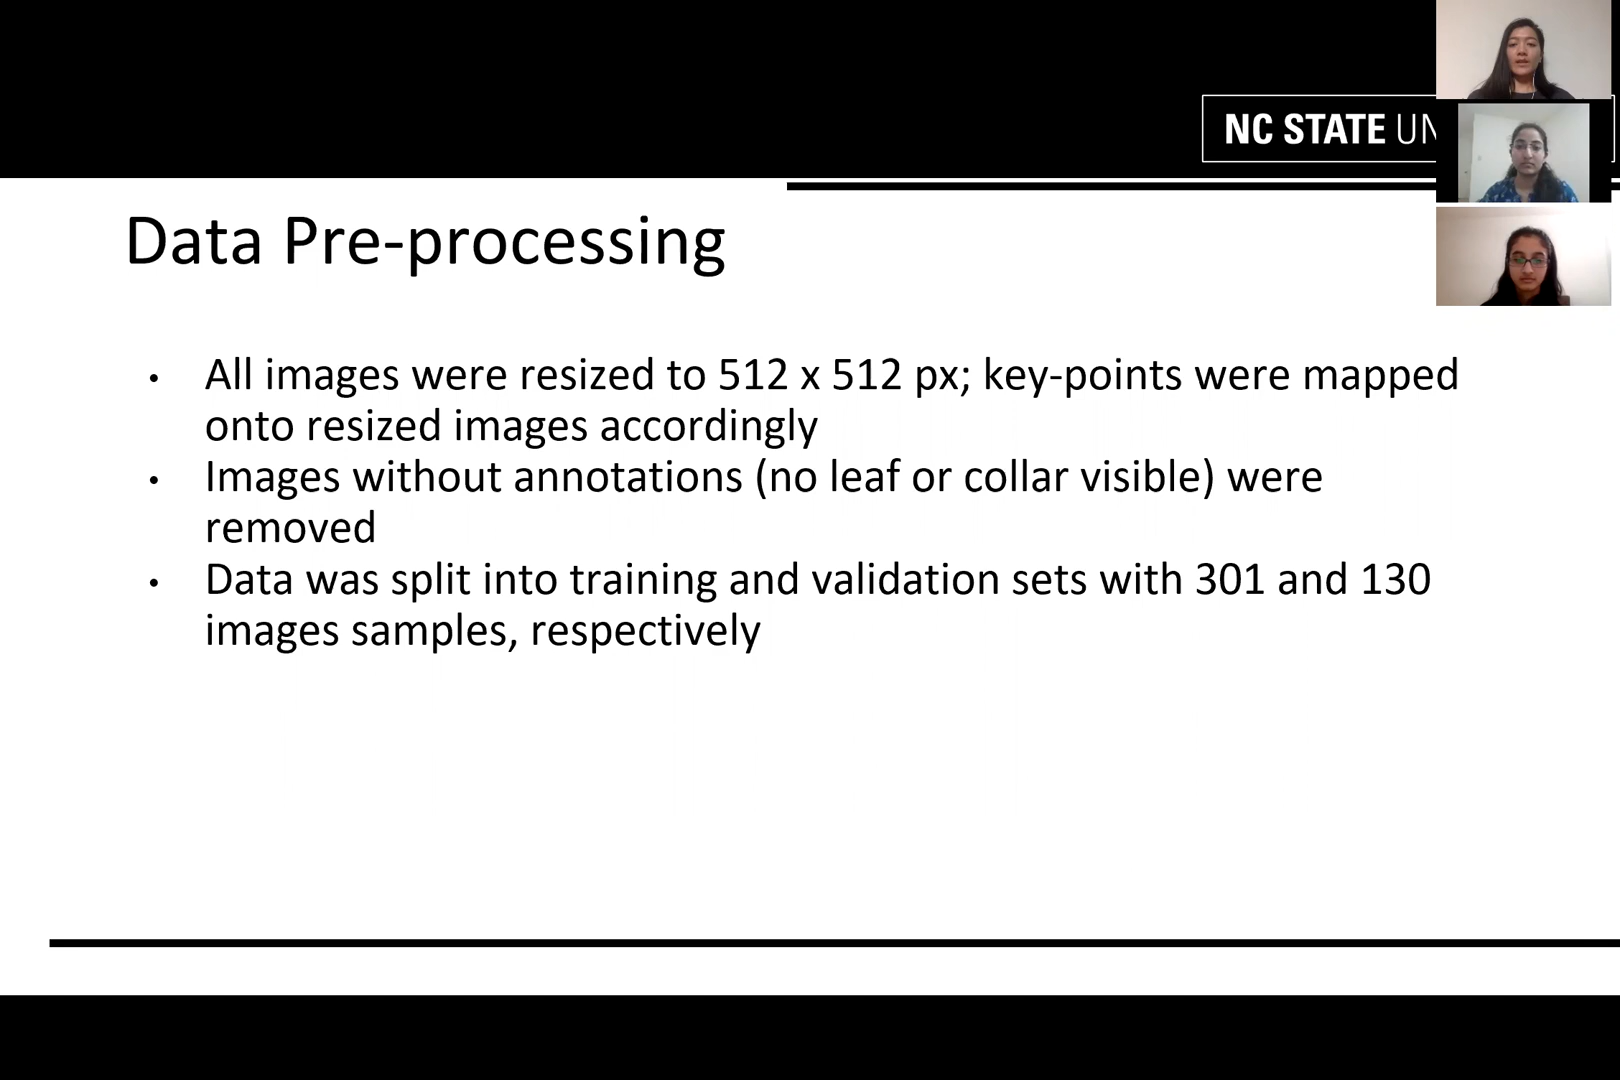 NC STATE UN
Data Pre-processing
• All images were resized to 512 x 512 px; key-points were mapped
onto resized images accordingly
• Images without annotations (no leaf or collar visible) were
removed
• Data was split into training and validation sets with 301 and 130
images samples, respectively